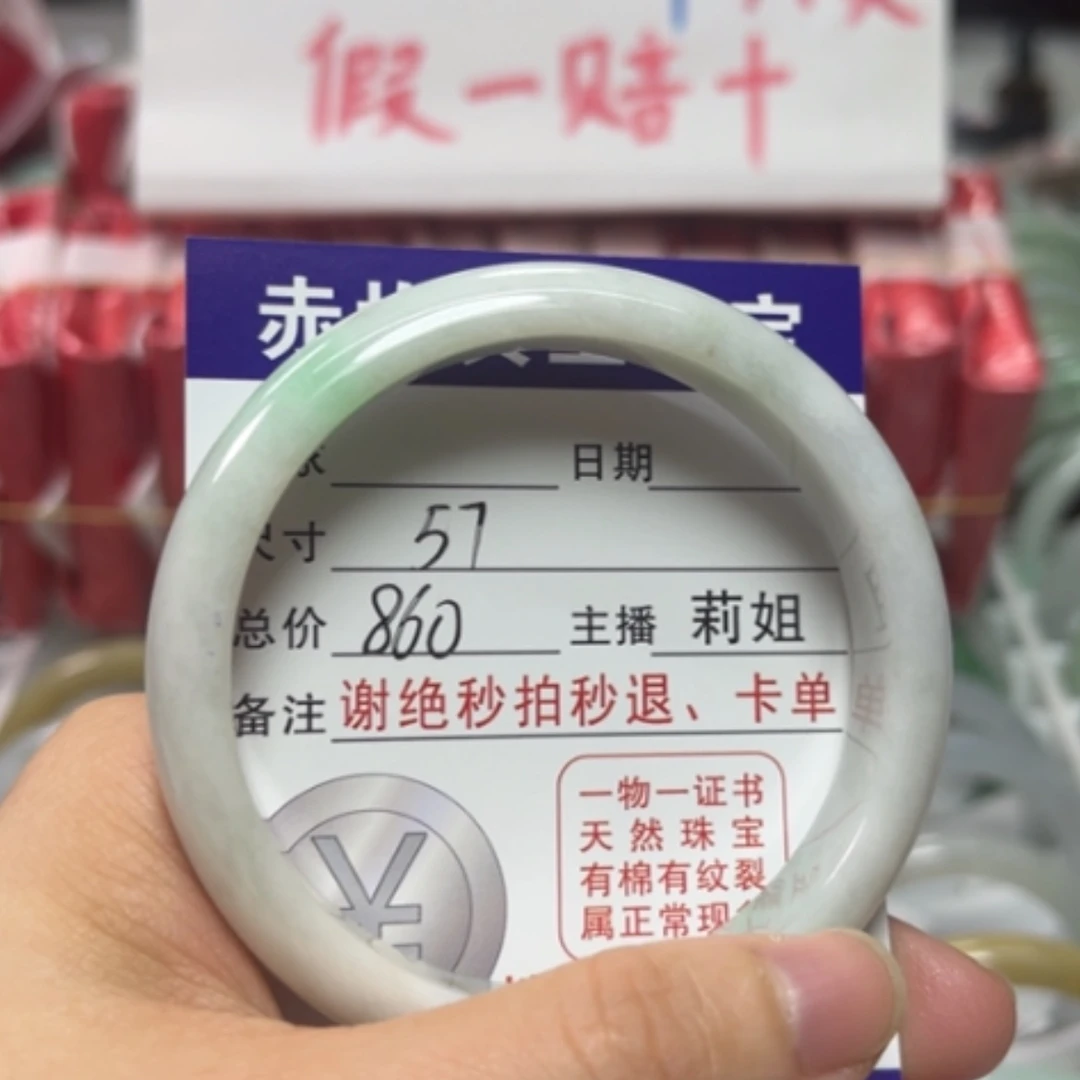 假一赔十
赤
日期
尺寸 57
总价 860 主播 莉姐
备注 谢绝秒拍秒退、卡单
¥
一物一证书
天然珠宝
有棉有纹裂
属正常现